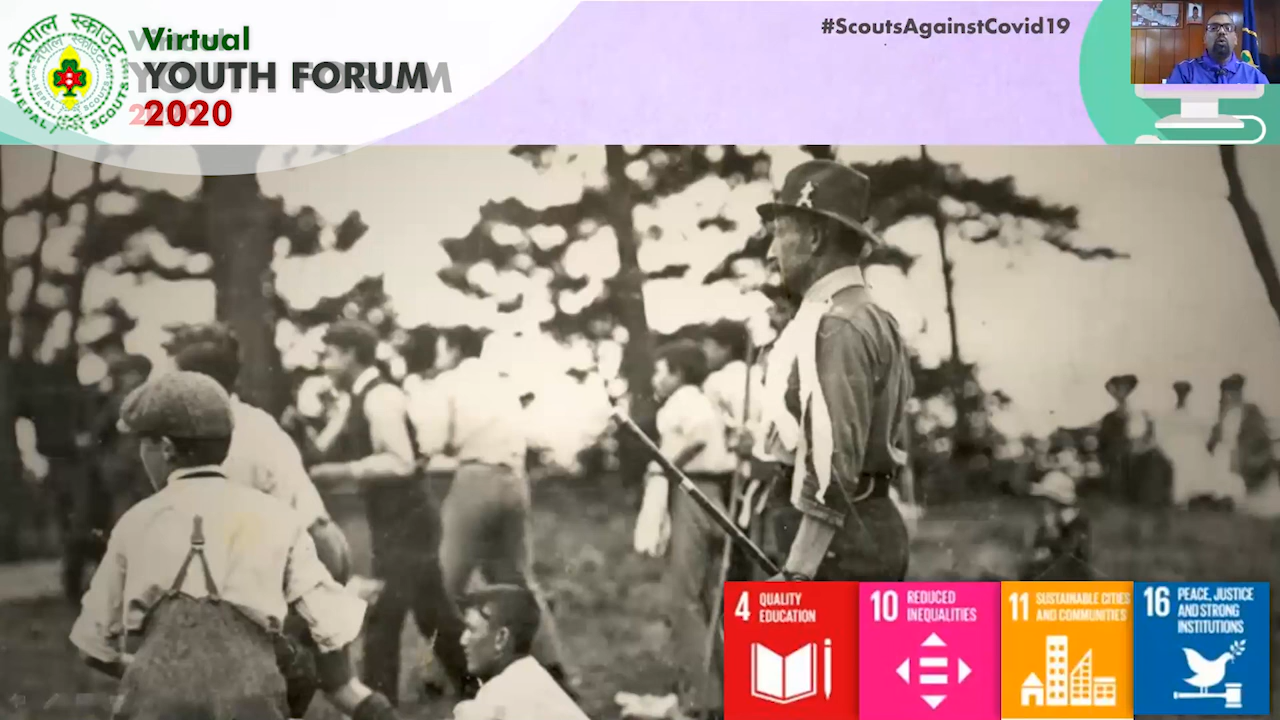 नेपाल स्काउट
NEPAL SCOUTS
Virtual
YOUTH FORUM
2020
#ScoutsAgainstCovid19
4 QUALITY
EDUCATION
10 REDUCED
INEQUALITIES
11 SUSTAINABLE CITIES
AND COMMUNITIES
16 PEACE, JUSTICE
AND STRONG
INSTITUTIONS